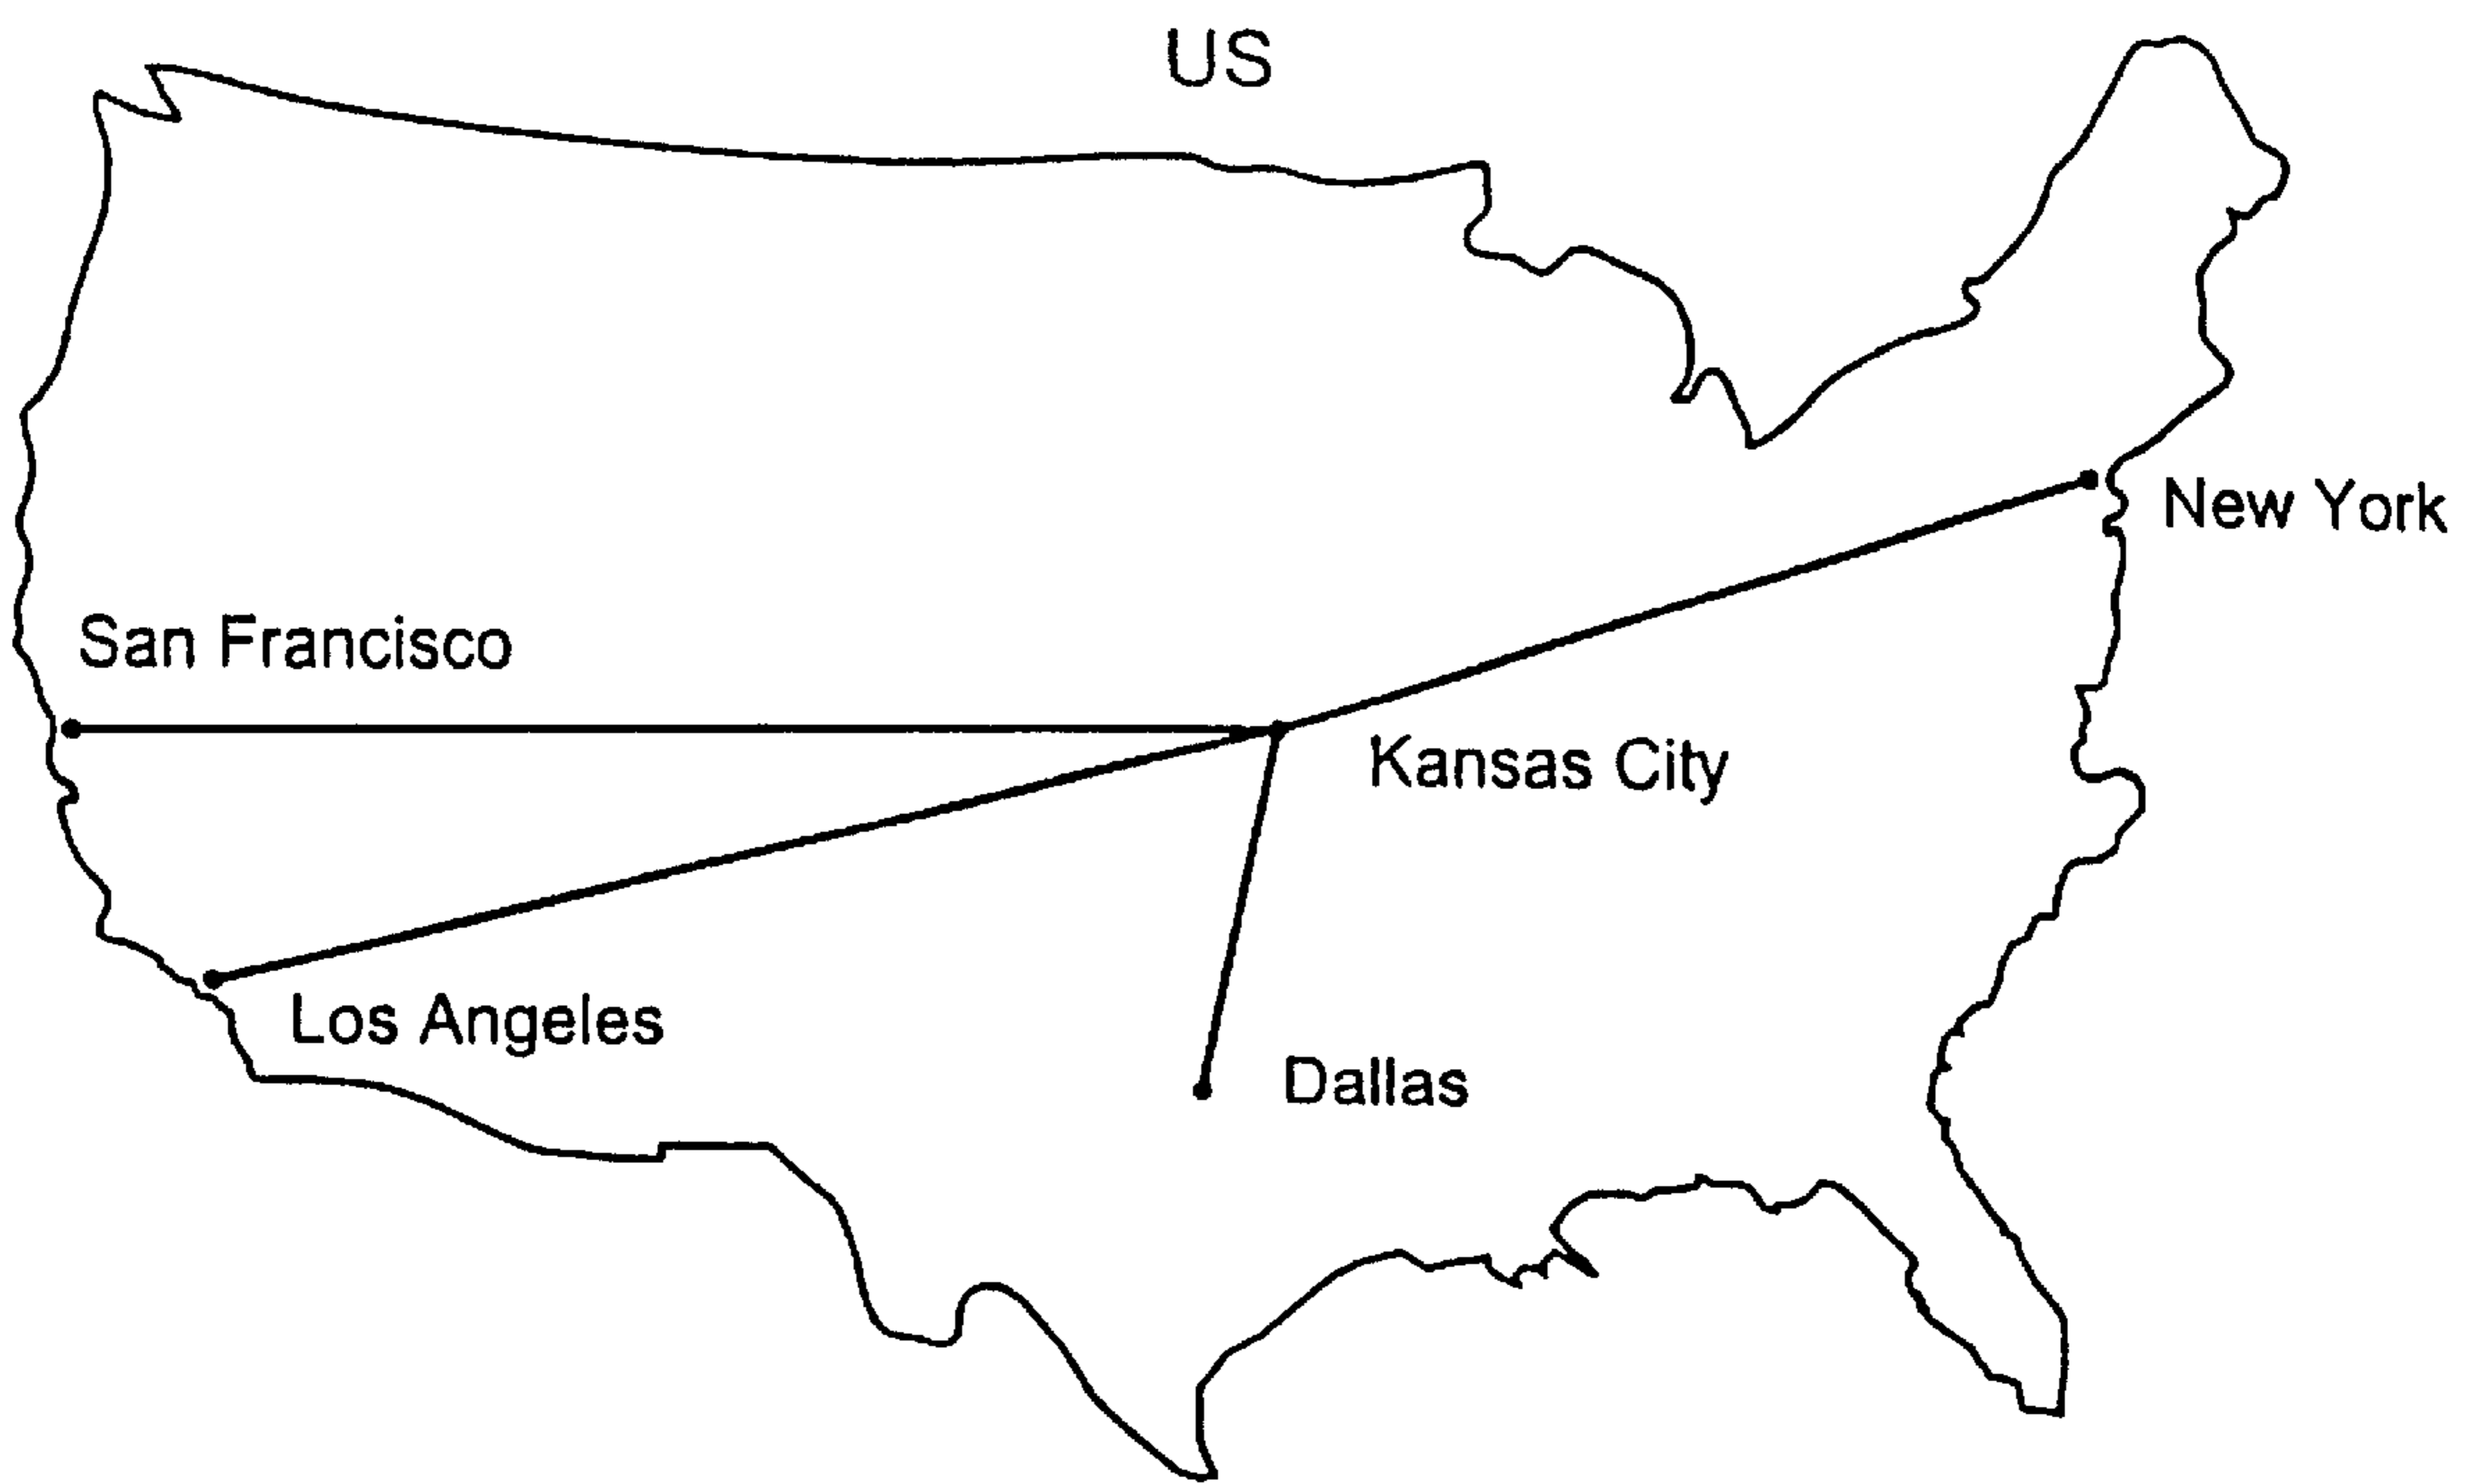 US
New York
San Francisco
Kansas City
Los Angeles
Dallas